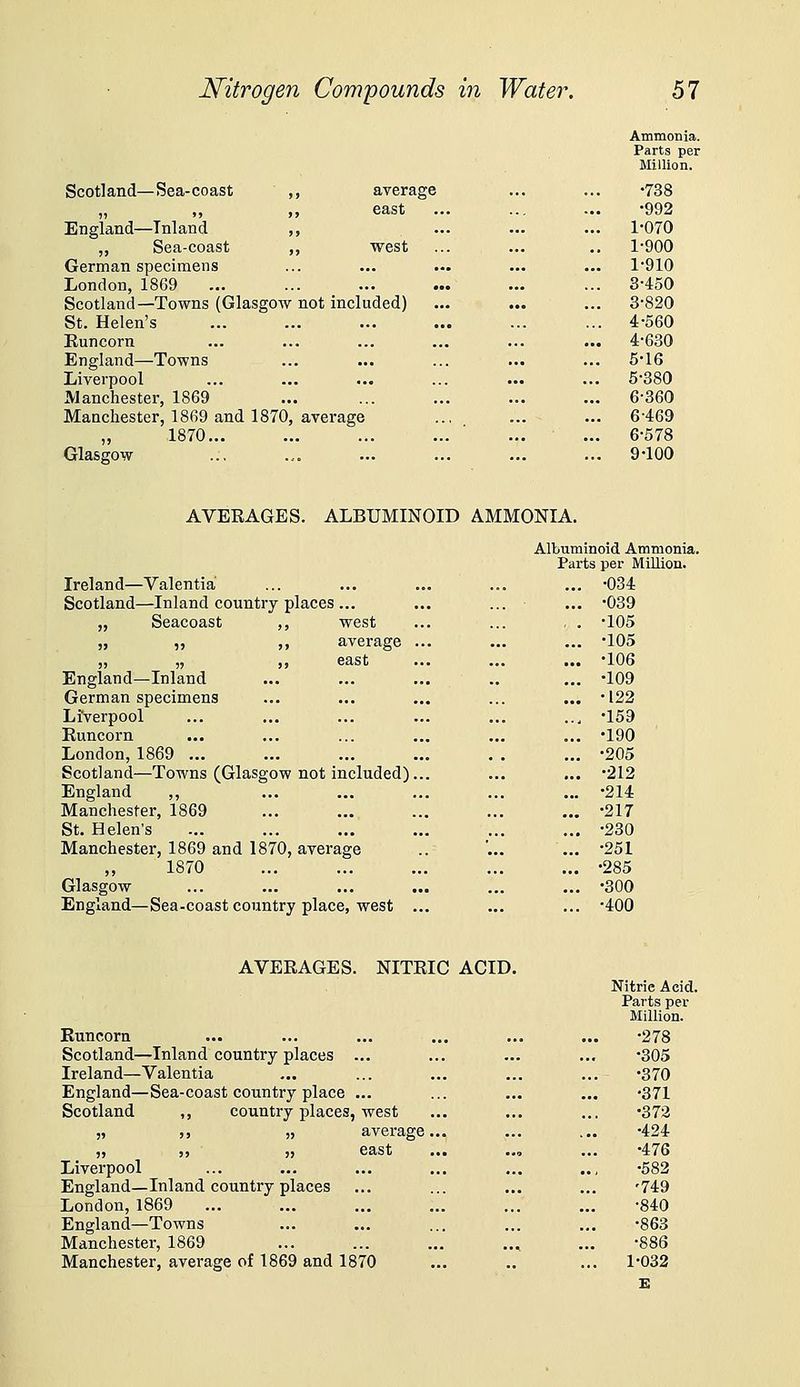 Nitrogen Compounds in Water. 57
Ammonia.
Parts per
Million.
Scotland—Sea-coast ,, average ... ... ·738
,, ,, ,, east ... ... ... ·992
England—Inland ,, ... ... ... 1·070
,, Sea-coast ,, west ... ... .. 1·900
German specimens ... ... ... ... ... 1·910
London, 1869 ... ... ... ... ... ... 3·450
Scotland—Towns (Glasgow not included) ... ... ... 3·820
St. Helen's ... ... ... ... ... ... 4·560
Runcorn ... ... ... ... ... ... 4·630
England—Towns ... ... ... ... ... 5·16
Liverpool ... ... ... ... ... ... 5·380
Manchester, 1869 ... ... ... ... ... 6·360
Manchester, 1869 and 1870, average ... ... ... 6·469
,, 1870... ... ... ... ... ... 6·578
Glasgow ... ... ... ... ... ... 9·100
AVERAGES. ALBUMINOID AMMONIA.
Albuminoid Ammonia.
Parts per Million.
Ireland—Valentia ... ... ... ... ... ·034
Scotland—Inland country places ... ... ... ... ·039
,, Seacoast ,, west ... ... . . ·105
,, ,, ,, average ... ... ... ·105
,, ,, ,, east ... ... ... ·106
England—Inland ... ... ... .. ... ·109
German specimens ... ... ... ... ... ·122
Liverpool ... ... ... ... ... ... ·159
Runcorn ... ... ... ... ... ... ·190
London, 1869 ... ... ... ... . . ... ·205
Scotland—Towns (Glasgow not included)... ... ... ·212
England ,, ... ... ... ... ... ·214
Manchester, 1869 ... ... ... ... ... ·217
St. Helen's ... ... ... ... ... ... ·230
Manchester, 1869 and 1870, average .. ... ... ·251
,, 1870 ... ... ... ... ... ·285
Glasgow ... ... ... ... ... ... ·300
England—Sea-coast country place, west ... ... ... ·400
AVERAGES. NITRIC ACID.
Nitric Acid.
Parts per
Million.
Runcorn ... ... ... ... ... ... ·278
Scotland—Inland country places ... ... ... ... ·305
Ireland—Valentia ... ... ... ... ... ·370
England—Sea-coast country place ... ... ... ... ·371
Scotland ,, country places, west ... ... ... ·372
,, ,, ,, average... ... ... ·424
,, ,, ,, east ... ... ... ·476
Liverpool ... ... ... ... ... ... ·582
England—Inland country places ... ... ... ... ·749
London, 1869 ... ... ... ... ... ... ·840
England—Towns ... ... ... ... ... ·863
Manchester, 1869 ... ... ... ... ... ·886
Manchester, average of 1869 and 1870 ... .. ... 1·032
E